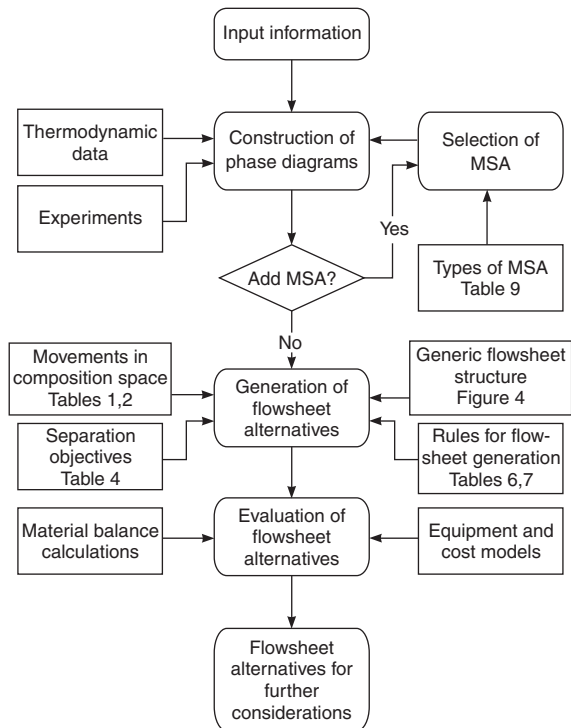 Input information
Thermodynamic
data
Construction of
phase diagrams
Selection of
MSA
Experiments
Yes
Add MSA?
Types of MSA
Table 9
No
Movements in
composition space
Tables 1,2
Generation of
flowsheet
alternatives
Generic flowsheet
structure
Figure 4
Separation
objectives
Table 4
Rules for flow-
sheet generation
Tables 6,7
Material balance
calculations
Evaluation of
flowsheet
alternatives
Equipment and
cost models
Flowsheet
alternatives for
further
considerations